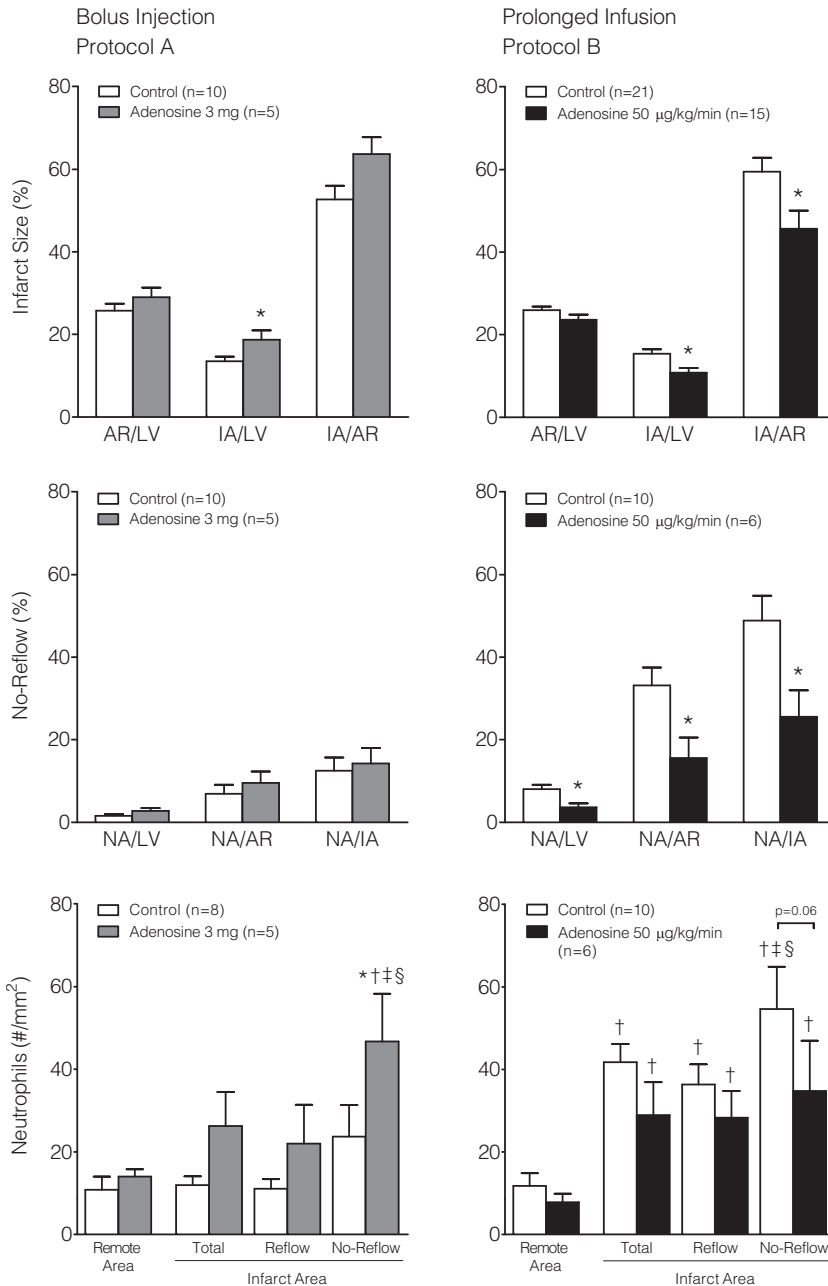 Bolus Injection
Protocol A
Prolonged Infusion
Protocol B
Infarct Size (%)
80
60
40
20
0
Control (n=10)
Adenosine 3 mg (n=5)
*
AR/LV IA/LV IA/AR
80
60
40
20
0
Control (n=21)
Adenosine 50 μg/kg/min (n=15)
*
*
AR/LV IA/LV IA/AR
No-Reflow (%)
80
60
40
20
0
Control (n=10)
Adenosine 3 mg (n=5)
NA/LV NA/AR NA/IA
80
60
40
20
0
Control (n=10)
Adenosine 50 μg/kg/min (n=6)
*
*
*
NA/LV NA/AR NA/IA
Neutrophils (#/mm²)
80
60
40
20
0
Control (n=8)
Adenosine 3 mg (n=5)
*†‡§
Remote Total Reflow No-Reflow
Area
Infarct Area
80
60
40
20
0
Control (n=10)
Adenosine 50 μg/kg/min
(n=6)
p=0.06
†‡§
† † † † †
Remote Total Reflow No-Reflow
Area
Infarct Area